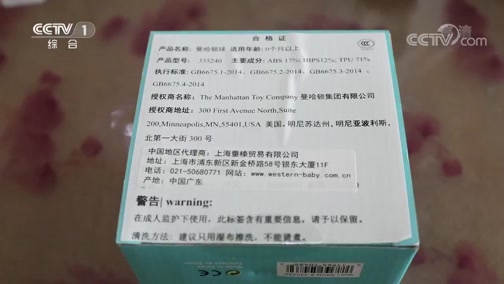 CCTV 1
综合
CCTV.com
合格证
产品名称: 曼哈顿球 适用年龄: 0个月以上
产品型号: 335240 主要成分: ABS 17%; HIPS12%; TPU 71%
执行标准: GB6675.1-2014、GB6675.2-2014、GB6675.3-2014、
GB6675.4-2014
授权商名称: The Manhattan Toy Company 曼哈顿集团有限公司
授权商地址: 300 First Avenue North,Suite
200,Minneapolis,MN,55401,USA 美国,明尼苏达州,明尼亚波利斯,
北第一大街 300 号
中国地区代理商: 上海童榛贸易有限公司
地址: 上海市浦东新区新金桥路58号银东大厦11F
电话: 021-50680771 网站: www.western-baby.com.cn
产地: 中国广东
警告| warning:
在成人监护下使用, 此标签含有重要信息, 请予以保留。
清洗方法: 建议只用湿布擦洗, 不能烫煮。
CE